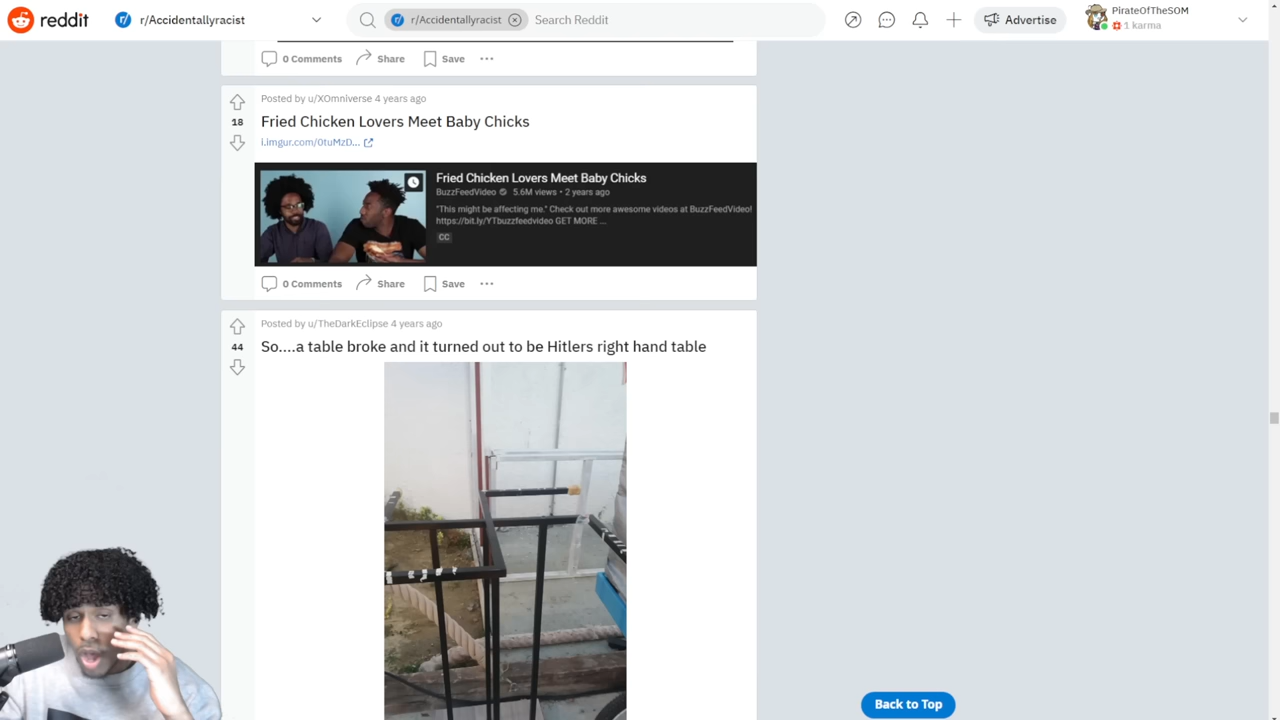 reddit
r/Accidentallyracist
r/Accidentallyracist
Search Reddit
Advertise
PirateOfTheSOM
1 karma
0 Comments
Share
Save
Posted by u/XOmniverse 4 years ago
18
Fried Chicken Lovers Meet Baby Chicks
i.imgur.com/0tuMzD...
Fried Chicken Lovers Meet Baby Chicks
BuzzFeedVideo 5.6M views • 2 years ago
"This might be affecting me." Check out more awesome videos at BuzzFeedVideo!
https://bit.ly/YTbuzzfeedvideo GET MORE ...
CC
0 Comments
Share
Save
Posted by u/TheDarkEclipse 4 years ago
44
So....a table broke and it turned out to be Hitlers right hand table
Back to Top